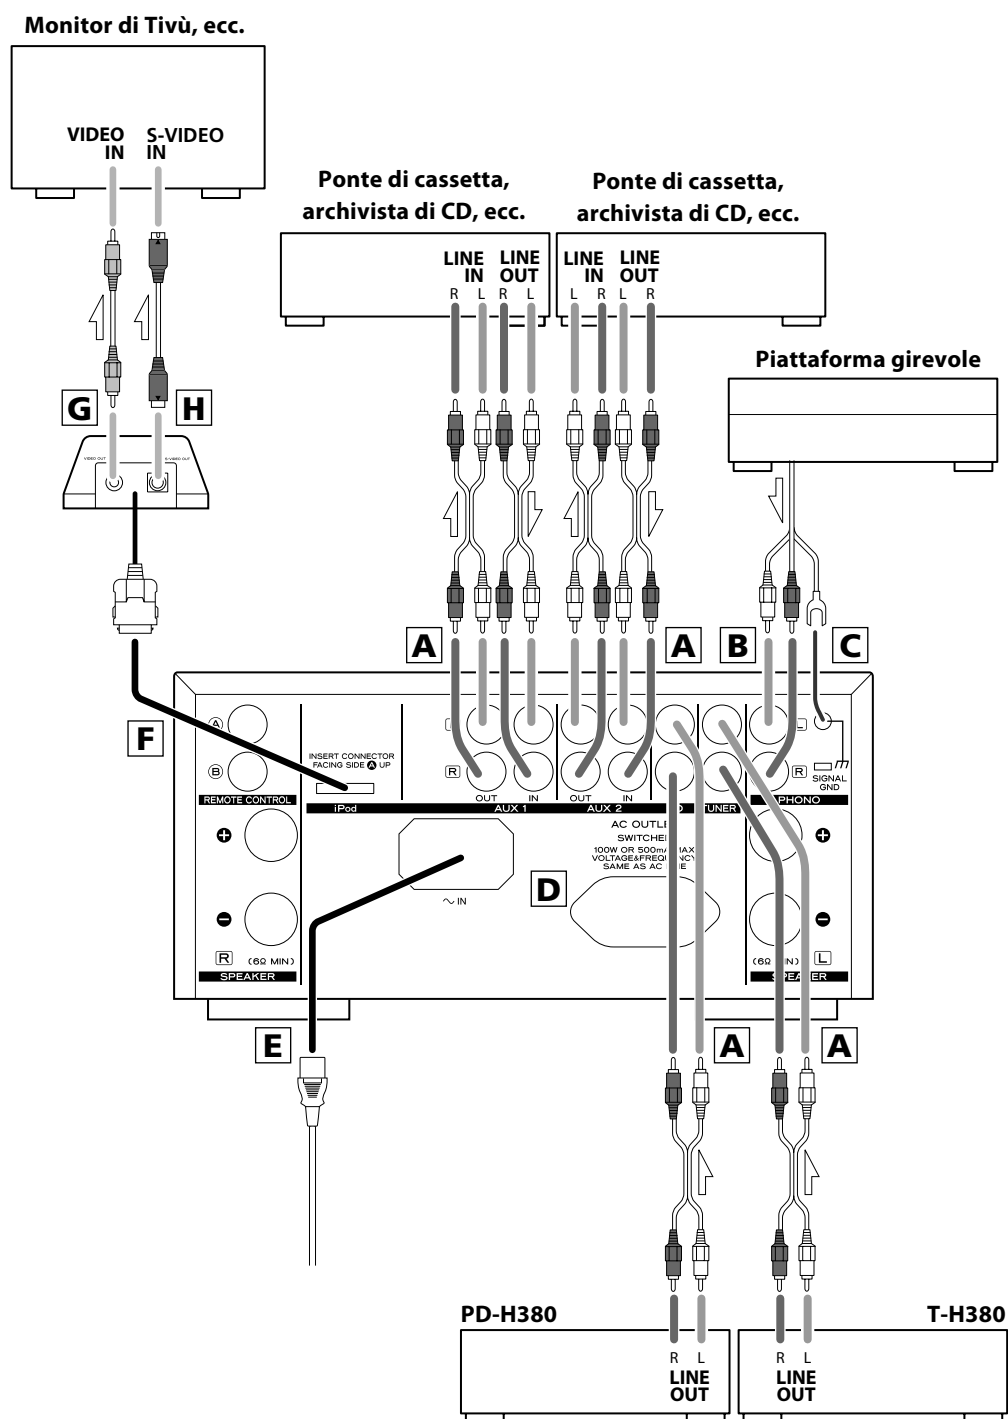 Monitor di Tivù, ecc.
VIDEO IN
S-VIDEO IN
Ponte di cassetta,
archivista di CD, ecc.
LINE IN
LINE OUT
R L R L
Ponte di cassetta,
archivista di CD, ecc.
LINE IN
LINE OUT
L R L R
Piattaforma girevole
G
H
VIDEO OUT
S-VIDEO OUT
A
A
B
C
F
A
B
REMOTE CONTROL
INSERT CONNECTOR
FACING SIDE A UP
iPod
R
OUT IN
AUX 1
OUT IN
AUX 2
TUNER
L
R
SIGNAL
GND
PHONO
AC OUTLE
SWITCHE
100W OR 500mA MAX
VOLTAGE&FREQUENCY
SAME AS AC LINE
D
∼ IN
+
−
R
(6Ω MIN)
SPEAKER
+
−
(6Ω MIN)
L
SPEAKER
E
A
A
PD-H380
T-H380
R L
LINE
OUT
R L
LINE
OUT